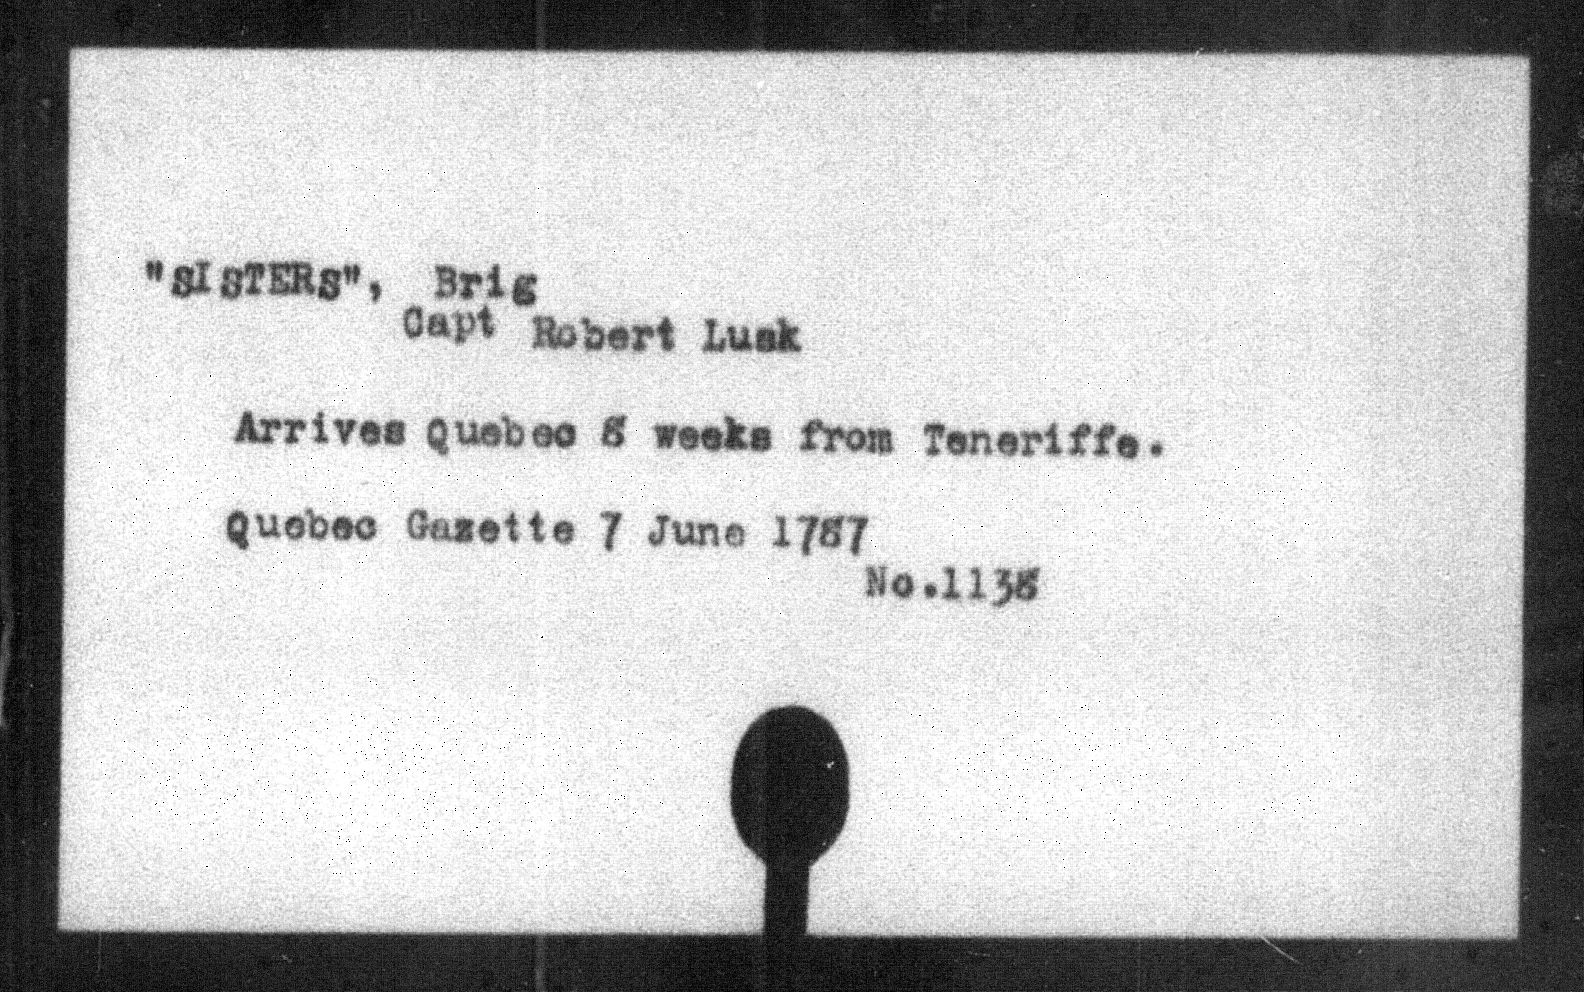 "SISTERS", Brig
Capt Robert Lusk
Arrives Quebec 8 weeks from Teneriffe.
Quebec Gazette 7 June 1787
No.1138